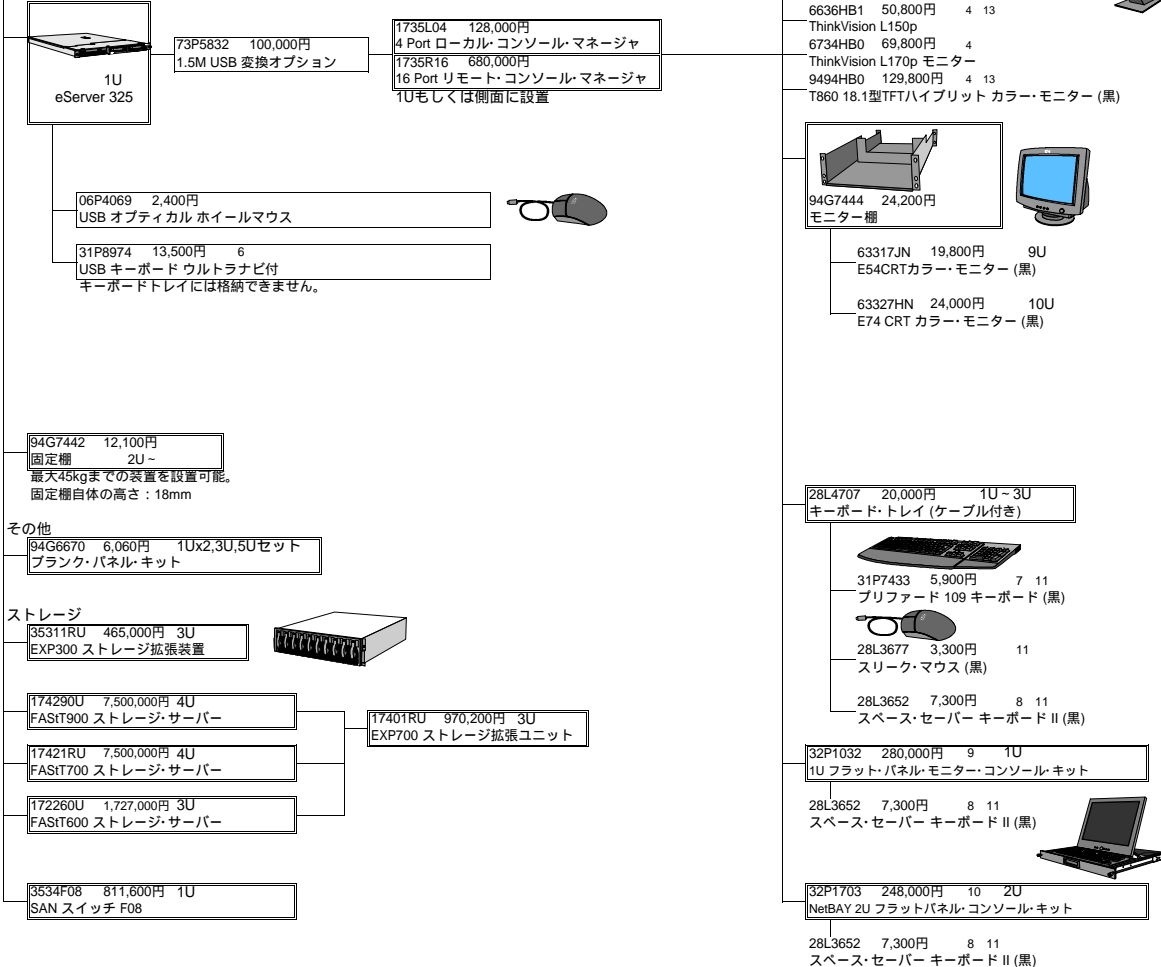 1U
eServer 325
73P5832 100,000円
1.5M USB 変換オプション
1735L04 128,000円
4 Port ローカル・コンソール・マネージャ
1735R16 680,000円
16 Port リモート・コンソール・マネージャ
1Uもしくは側面に設置
06P4069 2,400円
USB オプティカル ホイールマウス
31P8974 13,500円 6
USB キーボード ウルトラナビ付
キーボードトレイには格納できません。
94G7442 12,100円
固定棚 2U~
最大45kgまでの装置を設置可能。
固定棚自体の高さ:18mm
その他
94G6670 6,060円 1Ux2,3U,5Uセット
ブランク・パネル・キット
ストレージ
35311RU 465,000円 3U
EXP300 ストレージ拡張装置
174290U 7,500,000円 4U
FAStT900 ストレージ・サーバー
17421RU 7,500,000円 4U
FAStT700 ストレージ・サーバー
172260U 1,727,000円 3U
FAStT600 ストレージ・サーバー
17401RU 970,200円 3U
EXP700 ストレージ拡張ユニット
3534F08 811,600円 1U
SAN スイッチ F08
6636HB1 50,800円 4 13
ThinkVision L150p
6734HB0 69,800円 4
ThinkVision L170p モニター
9494HB0 129,800円 4 13
T860 18.1型TFTハイブリット カラー・モニター (黒)
94G7444 24,200円
モニター棚
63317JN 19,800円 9U
E54CRTカラー・モニター (黒)
63327HN 24,000円 10U
E74 CRT カラー・モニター (黒)
28L4707 20,000円 1U~3U
キーボード・トレイ (ケーブル付き)
31P7433 5,900円 7 11
プリファード 109 キーボード (黒)
28L3677 3,300円 11
スリーク・マウス (黒)
28L3652 7,300円 8 11
スペース・セーバー キーボード II (黒)
32P1032 280,000円 9 1U
1U フラット・パネル・モニター・コンソール・キット
28L3652 7,300円 8 11
スペース・セーバー キーボード II (黒)
32P1703 248,000円 10 2U
NetBAY 2U フラットパネル・コンソール・キット
28L3652 7,300円 8 11
スペース・セーバー キーボード II (黒)